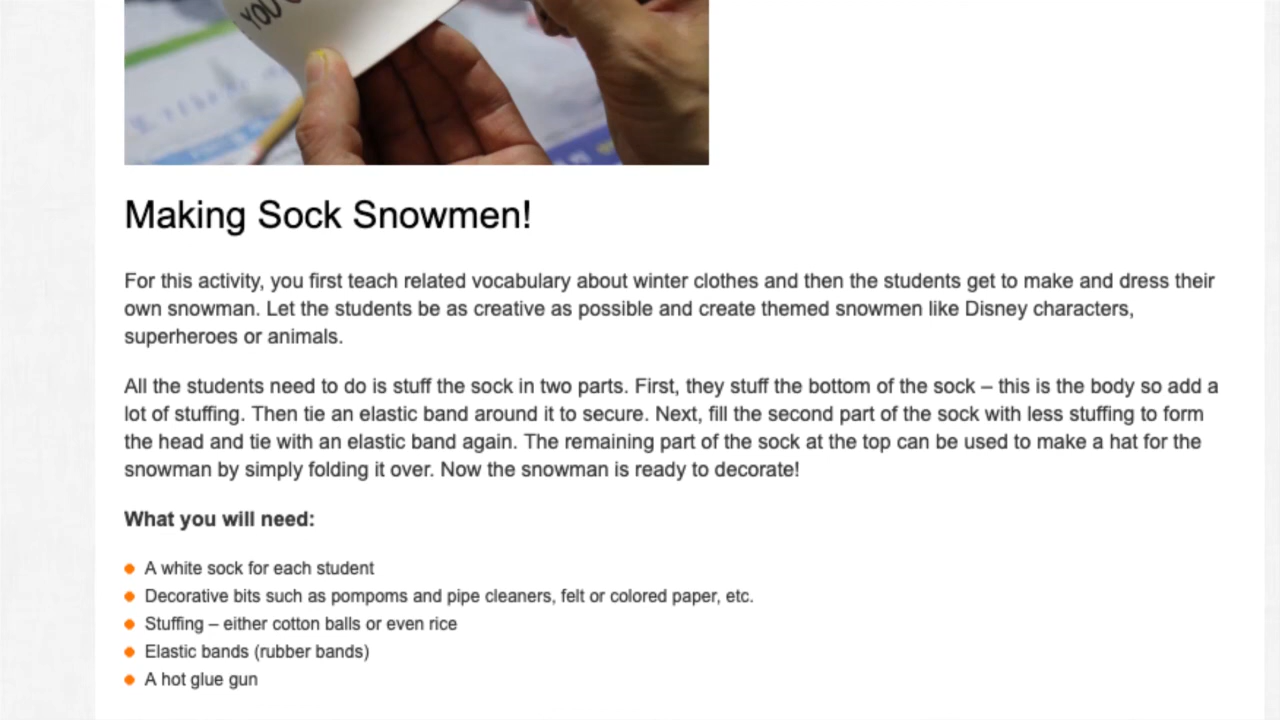 YOU
Making Sock Snowmen!
For this activity, you first teach related vocabulary about winter clothes and then the students get to make and dress their
own snowman. Let the students be as creative as possible and create themed snowmen like Disney characters,
superheroes or animals.
All the students need to do is stuff the sock in two parts. First, they stuff the bottom of the sock – this is the body so add a
lot of stuffing. Then tie an elastic band around it to secure. Next, fill the second part of the sock with less stuffing to form
the head and tie with an elastic band again. The remaining part of the sock at the top can be used to make a hat for the
snowman by simply folding it over. Now the snowman is ready to decorate!
What you will need:
A white sock for each student
Decorative bits such as pompoms and pipe cleaners, felt or colored paper, etc.
Stuffing – either cotton balls or even rice
Elastic bands (rubber bands)
A hot glue gun